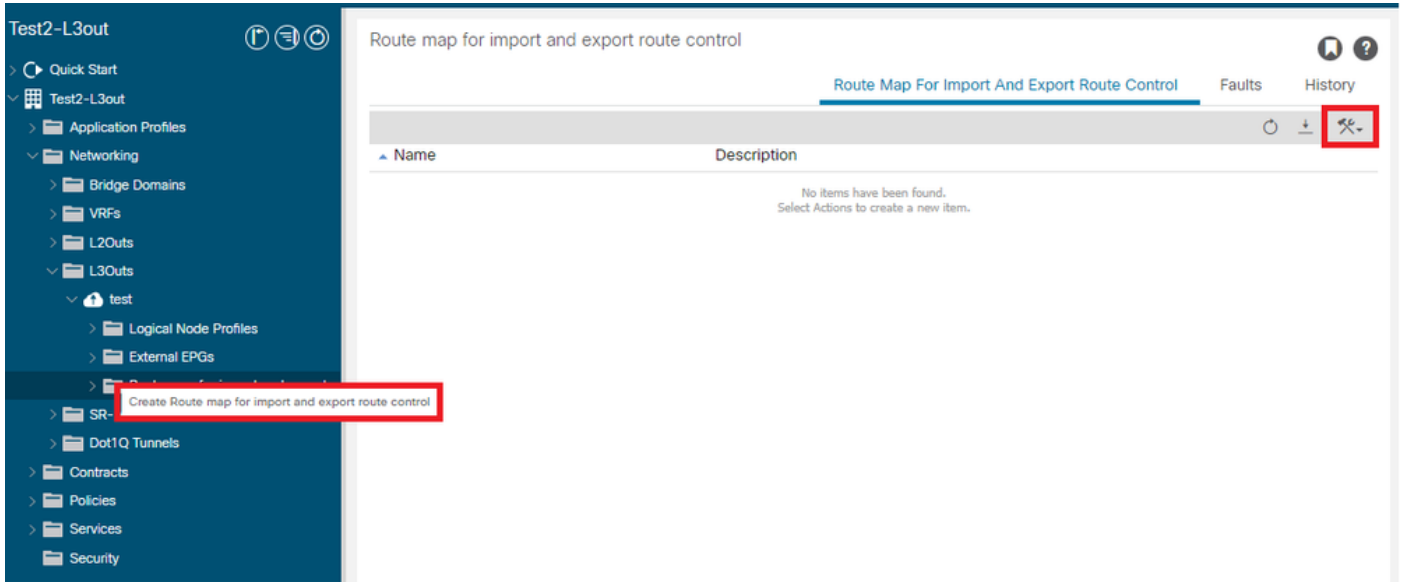 Test2-L3out
Quick Start
Test2-L3out
Application Profiles
Networking
Bridge Domains
VRFs
L2Outs
L3Outs
test
Logical Node Profiles
External EPGs
Create Route map for import and export route control
SR-
Dot1Q Tunnels
Contracts
Policies
Services
Security
Route map for import and export route control
Route Map For Import And Export Route Control Faults History
Name Description
No items have been found.
Select Actions to create a new item.